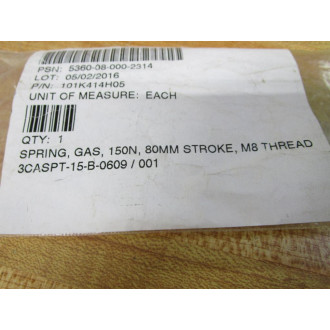 PSN: 5360-08-000-2314
LOT: 05/02/2016
P/N: 101K414H05
UNIT OF MEASURE: EACH
QTY: 1
SPRING, GAS, 150N, 80MM STROKE, M8 THREAD
3CASPT-15-B-0609 / 001